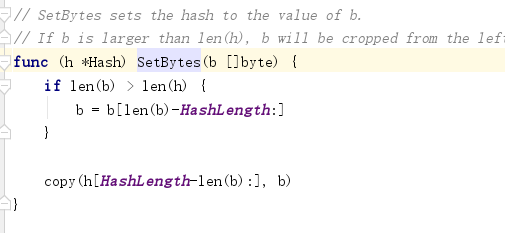 // SetBytes sets the hash to the value of b.
// If b is larger than len(h), b will be cropped from the left
func (h *Hash) SetBytes(b []byte) {
    if len(b) > len(h) {
        b = b[len(b)-HashLength:]
    }

    copy(h[HashLength-len(b):], b)
}